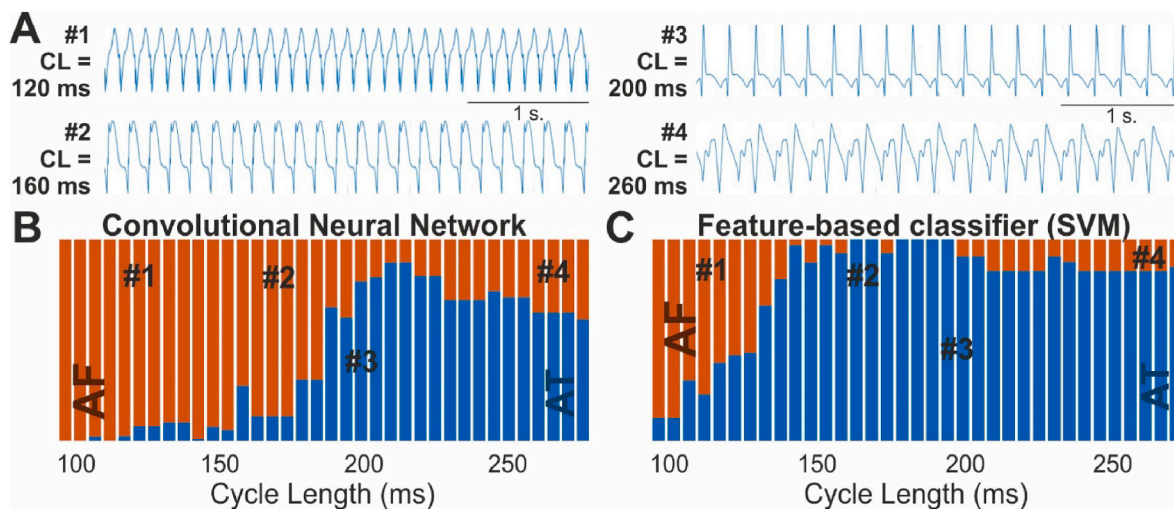 A
#1
CL =
120 ms
#2
CL =
160 ms
1 s.
#3
CL =
200 ms
#4
CL =
260 ms
1 s.
B Convolutional Neural Network
#1
#2
#3
#4
AF
AT
100 150 200 250
Cycle Length (ms)
C Feature-based classifier (SVM)
#1
#2
#3
#4
AF
AT
100 150 200 250
Cycle Length (ms)